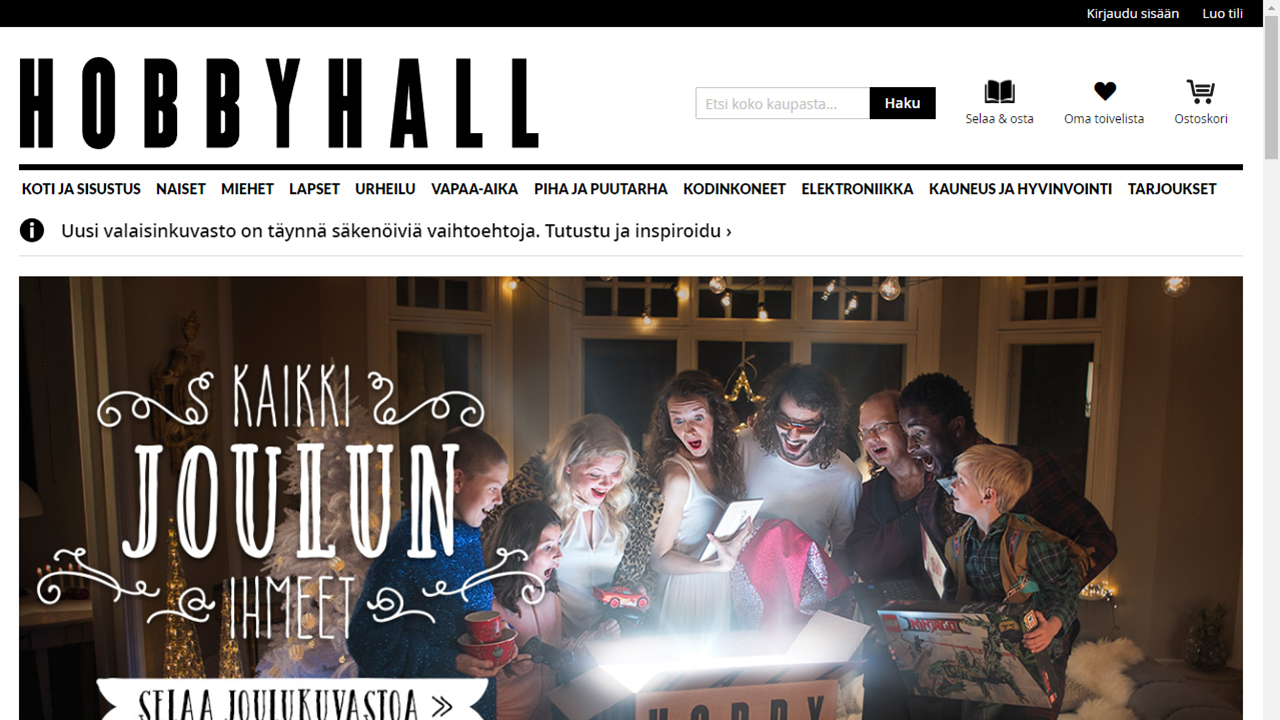 Kirjaudu sisään Luo tili
HOBBYHALL
Etsi koko kaupasta...
Haku
Selaa & osta
Oma toivelista
Ostoskori
KOTI JA SISUSTUS NAISET MIEHET LAPSET URHEILU VAPAA-AIKA PIHA JA PUUTARHA KODINKONEET ELEKTRONIIKKA KAUNEUS JA HYVINVOINTI TARJOUKSET
Uusi valaisinkuvasto on täynnä säkenöiviä vaihtoehtoja. Tutustu ja inspiroidu ›
KAIKKI
JOULUN
IHMEET
SELAA JOULUKUVASTOA »
NINJAGO
HOBBY